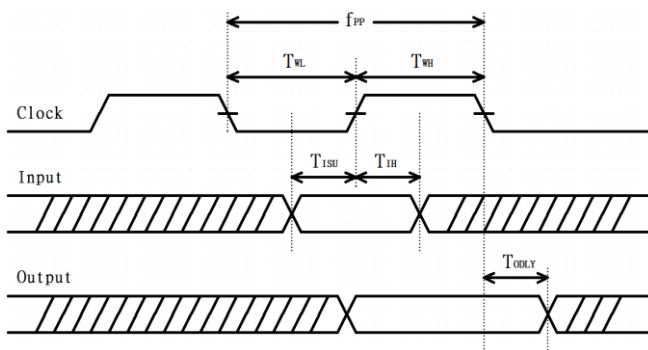 fPP
TWL TWH
Clock
TISU TIH
Input
TODLY
Output